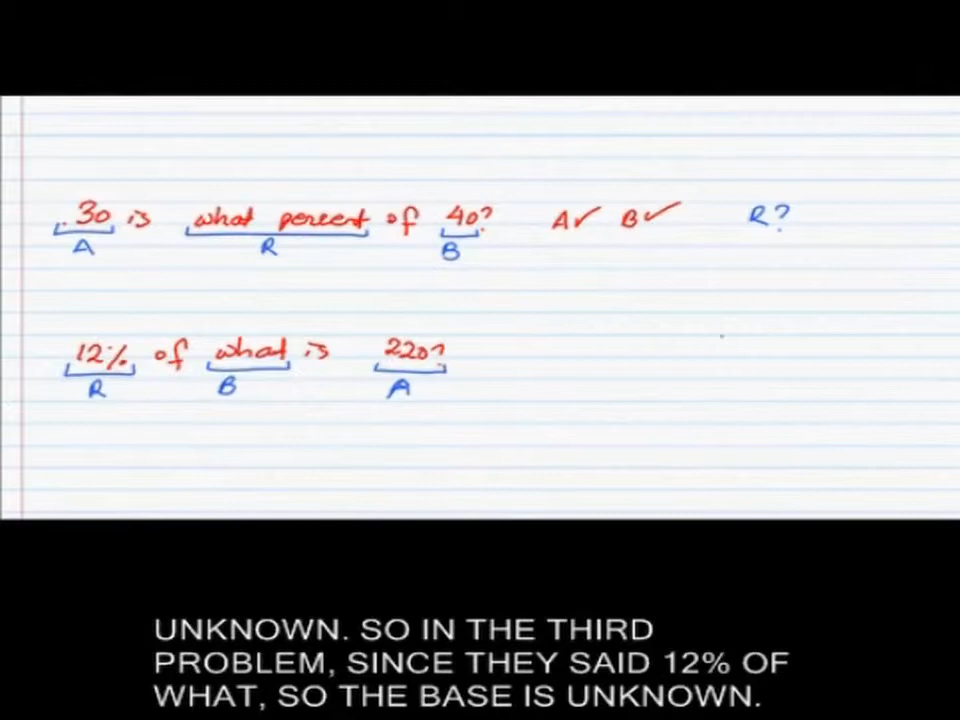 30 is what percent of 40? A✓ B✓ R?
A R B
12% of what is 220?
R B A
UNKNOWN. SO IN THE THIRD
PROBLEM, SINCE THEY SAID 12% OF
WHAT, SO THE BASE IS UNKNOWN.